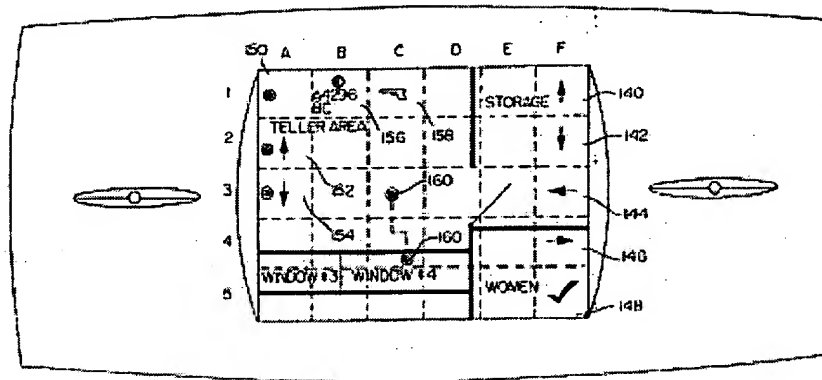 150 A B C D E F
1 A4296 STORAGE 140
BC
156 158
2 TELLER AREA 142
3 152 160 144
154
4 160 146
WINDOW #3 WINDOW #4
5 WOMEN 148